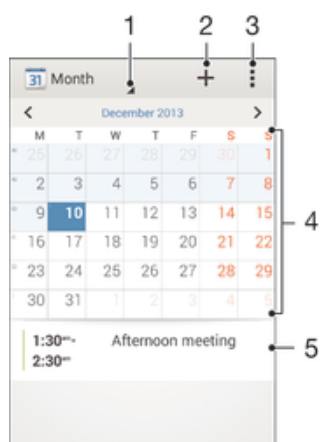 1 2 3
31 Month
December 2013
M T W T F S S
25 26 27 28 29 30 1
2 3 4 5 6 7 8
9 10 11 12 13 14 15
16 17 18 19 20 21 22
23 24 25 26 27 28 29
30 31 1 2 3 4 5
4
1:30 - Afternoon meeting
2:30
5